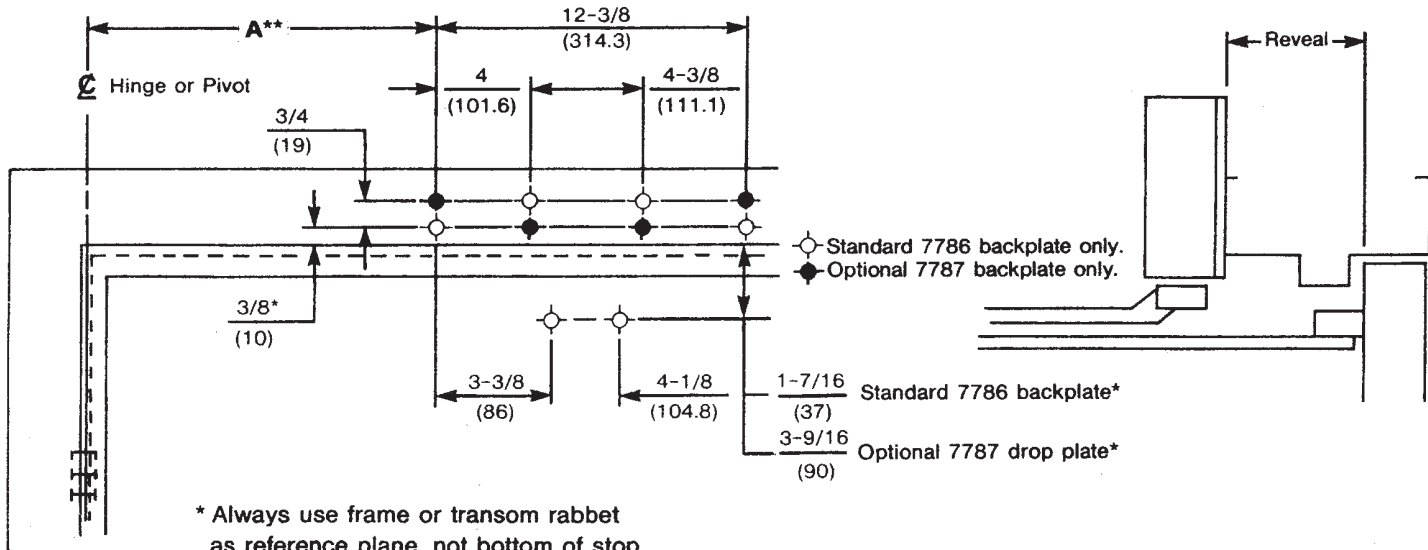 A**
12-3/8
(314.3)
Reveal
℄ Hinge or Pivot
4
(101.6)
4-3/8
(111.1)
3/4
(19)
Standard 7786 backplate only.
Optional 7787 backplate only.
3/8*
(10)
3-3/8
(86)
4-1/8
(104.8)
1-7/16
(37)
Standard 7786 backplate*
3-9/16
(90)
Optional 7787 drop plate*
* Always use frame or transom rabbet
as reference plane, not bottom of stop